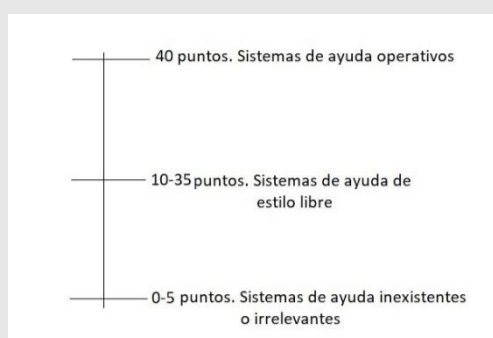 40 puntos. Sistemas de ayuda operativos
10-35 puntos. Sistemas de ayuda de
estilo libre
0-5 puntos. Sistemas de ayuda inexistentes
o irrelevantes